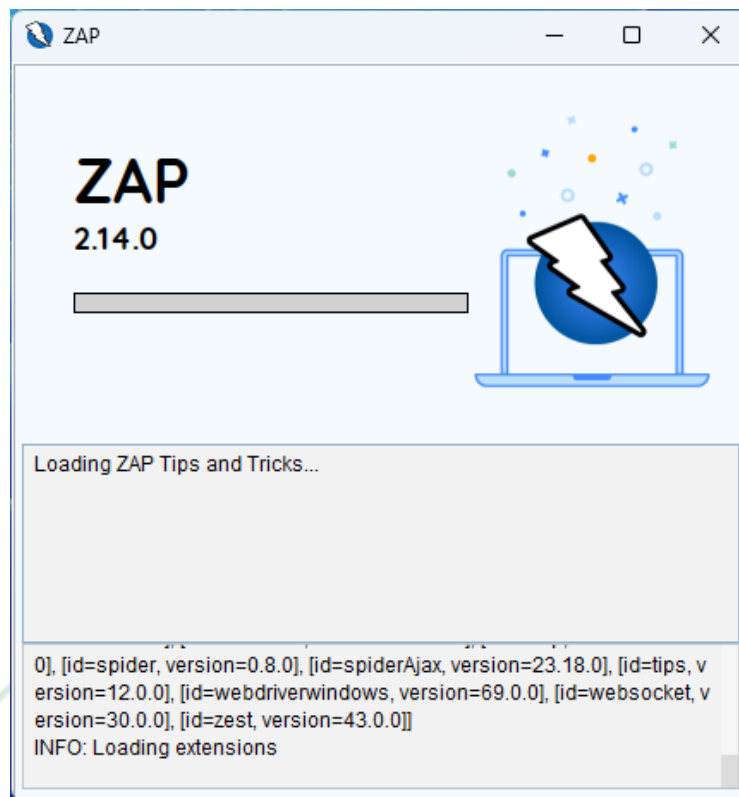 ZAP
ZAP
2.14.0
Loading ZAP Tips and Tricks...
0], [id=spider, version=0.8.0], [id=spiderAjax, version=23.18.0], [id=tips, v
ersion=12.0.0], [id=webdriverwindows, version=69.0.0], [id=websocket, v
ersion=30.0.0], [id=zest, version=43.0.0]]
INFO: Loading extensions